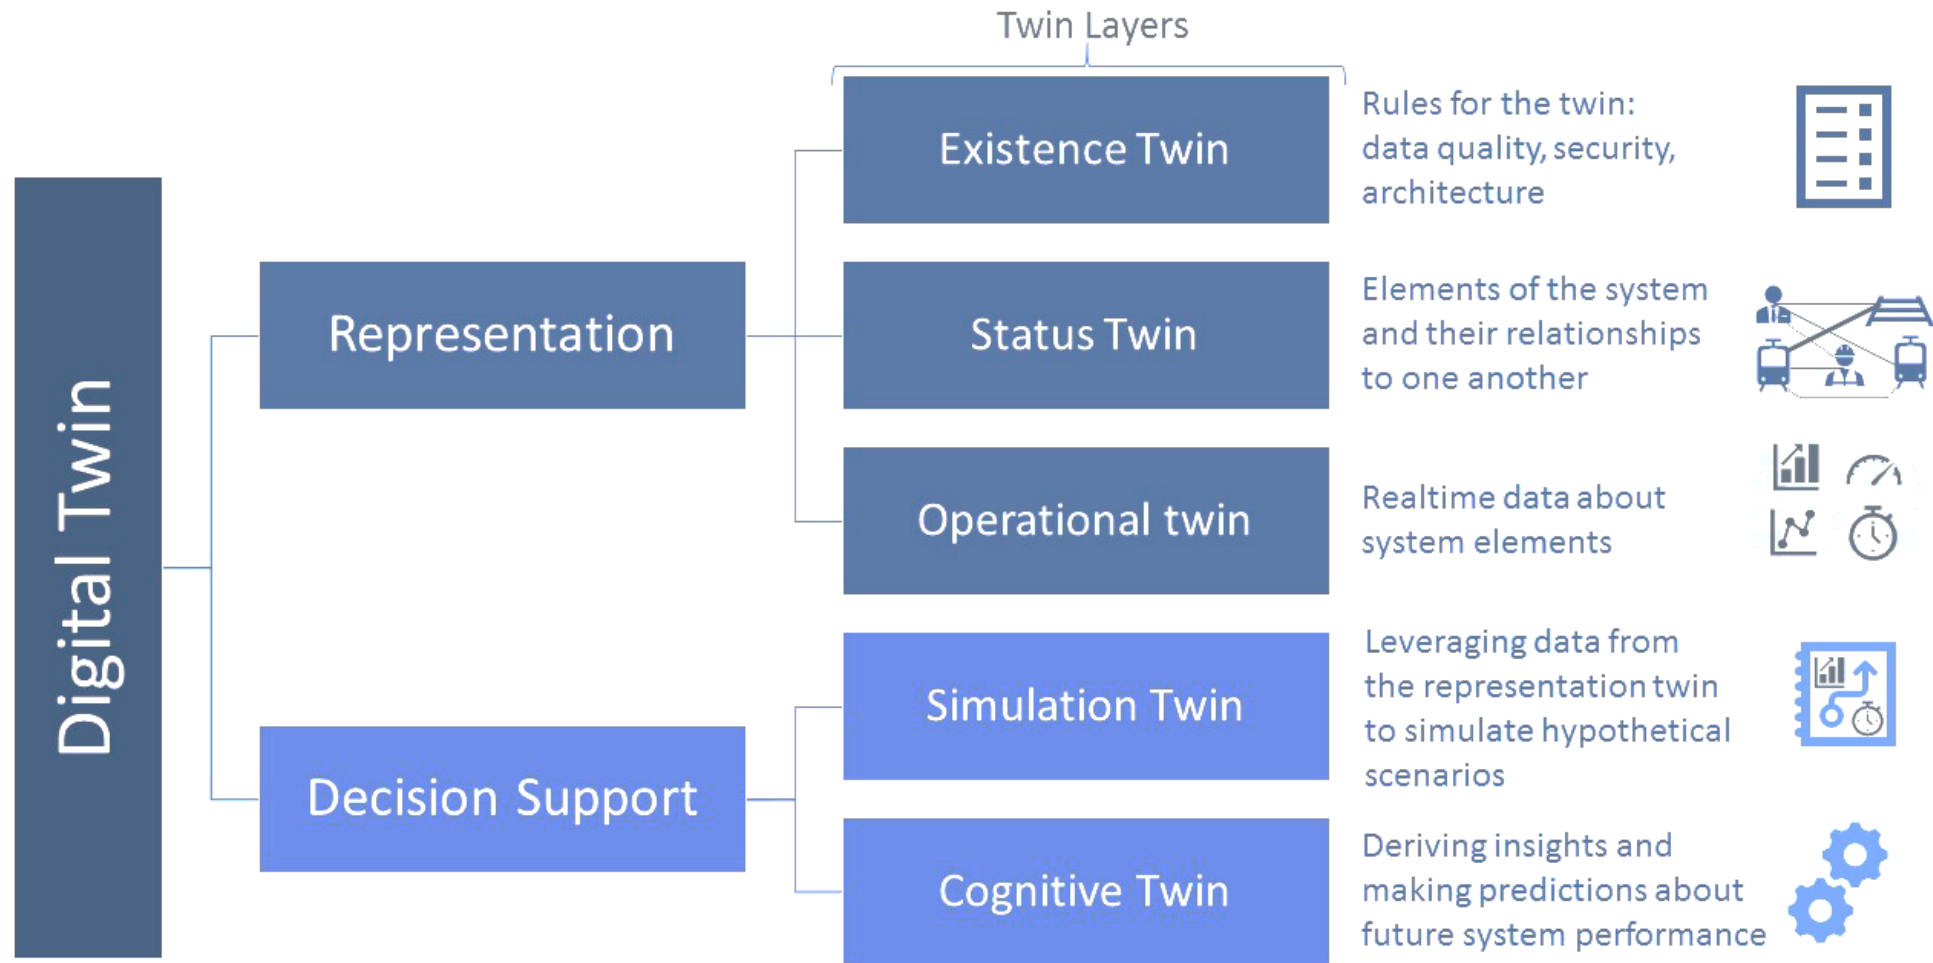 Twin Layers
Digital Twin
Representation
Existence Twin
Rules for the twin:
data quality, security,
architecture
Status Twin
Elements of the system
and their relationships
to one another
Operational twin
Realtime data about
system elements
Decision Support
Simulation Twin
Leveraging data from
the representation twin
to simulate hypothetical
scenarios
Cognitive Twin
Deriving insights and
making predictions about
future system performance